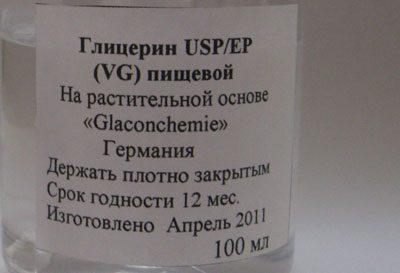 Глицерин USP/EP
(VG) пищевой
На растительной основе
«Glaconchemie»
Германия
Держать плотно закрытым
Срок годности 12 мес.
Изготовлено Апрель 2011
100 мл